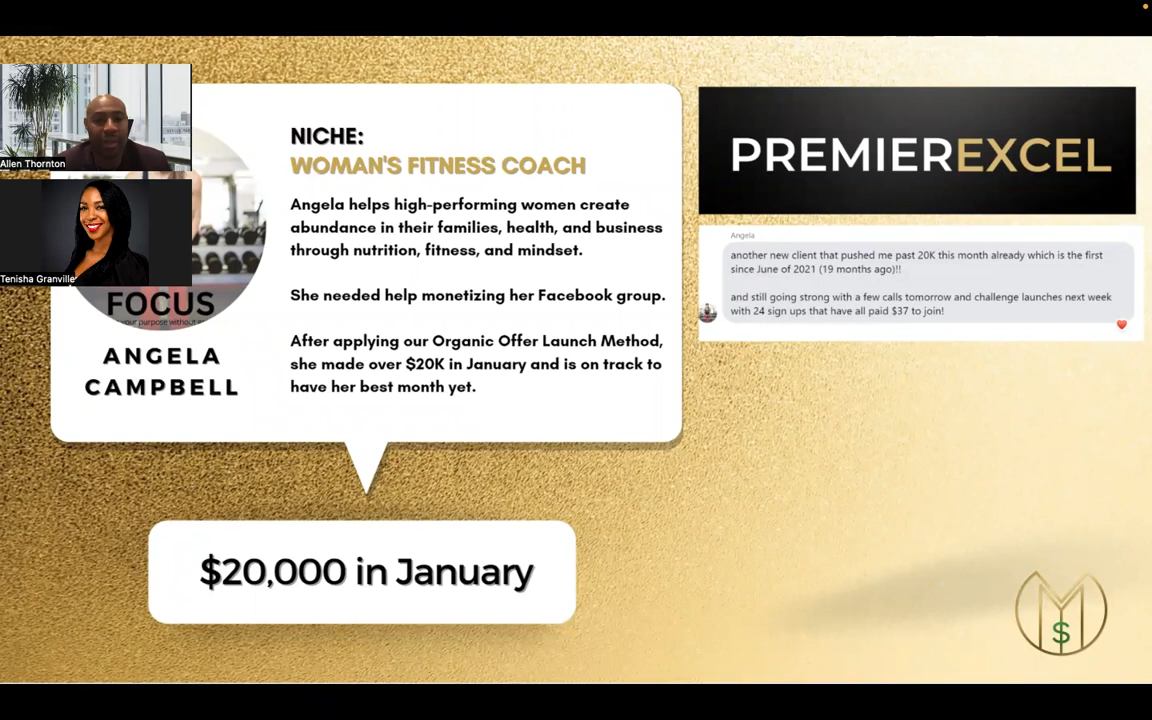 Allen Thornton
Tenisha Granville
FOCUS
our purpose without
ANGELA
CAMPBELL
NICHE:
WOMAN'S FITNESS COACH
Angela helps high-performing women create
abundance in their families, health, and business
through nutrition, fitness, and mindset.
She needed help monetizing her Facebook group.
After applying our Organic Offer Launch Method,
she made over $20K in January and is on track to
have her best month yet.
$20,000 in January
PREMIEREXCEL
Angela
another new client that pushed me past 20K this month already which is the first
since June of 2021 (19 months ago)!!
and still going strong with a few calls tomorrow and challenge launches next week
with 24 sign ups that have all paid $37 to join!
M
$